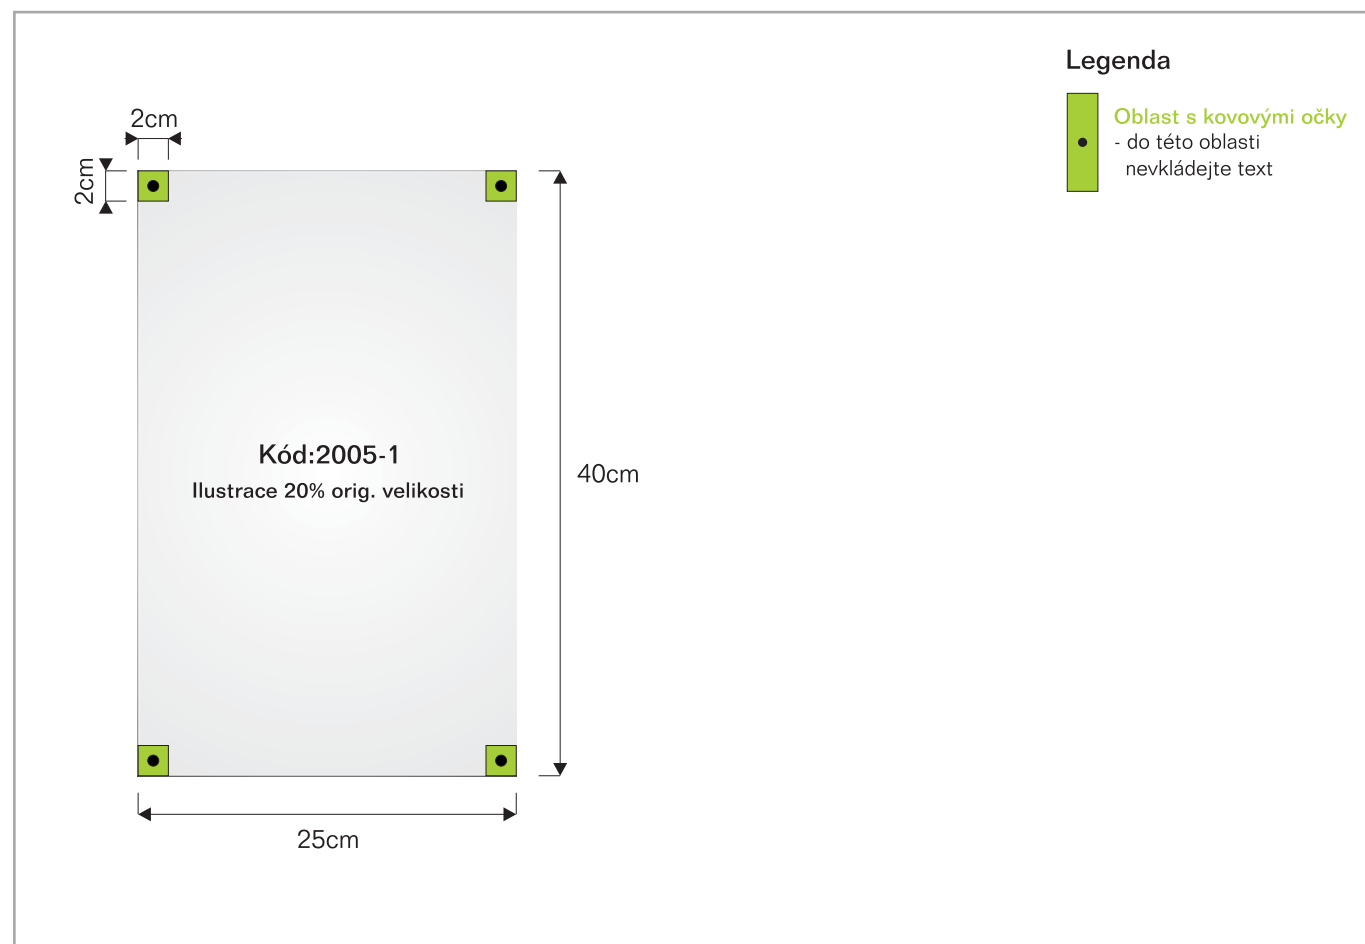 Legenda
Oblast s kovovými očky
- do této oblasti
nevkládejte text
2cm
2cm
Kód:2005-1
Ilustrace 20% orig. velikosti
40cm
25cm